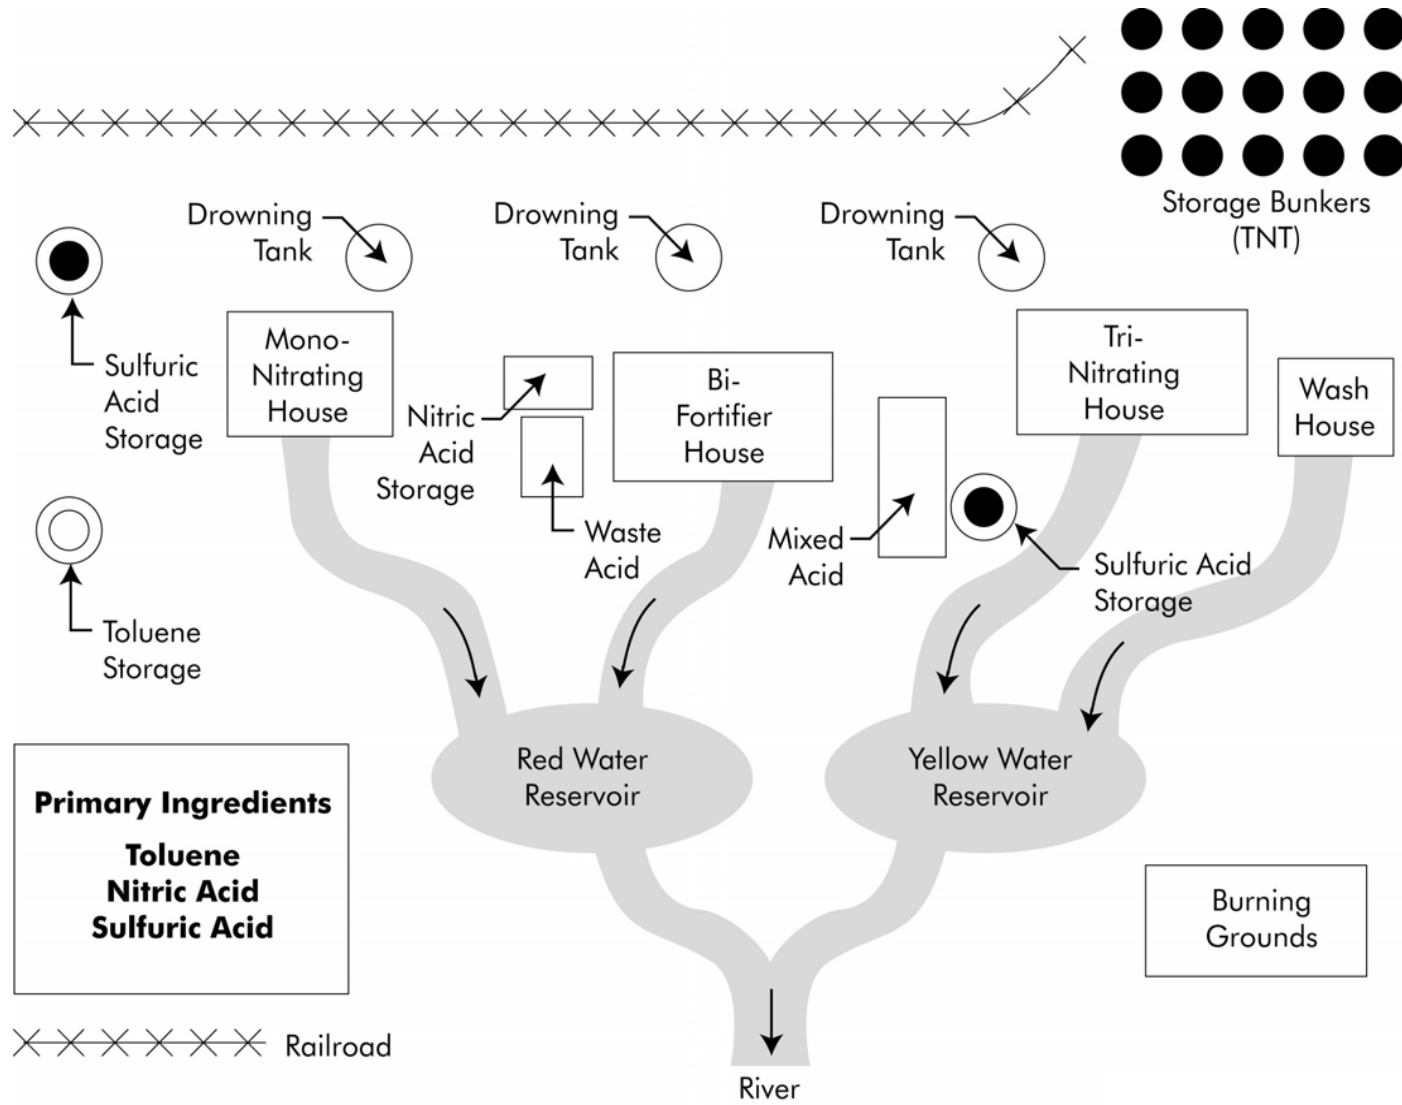 Storage Bunkers
(TNT)
Drowning
Tank
Drowning
Tank
Drowning
Tank
Sulfuric
Acid
Storage
Mono-
Nitrating
House
Nitric
Acid
Storage
Bi-
Fortifier
House
Tri-
Nitrating
House
Wash
House
Waste
Acid
Mixed
Acid
Sulfuric Acid
Storage
Toluene
Storage
Red Water
Reservoir
Yellow Water
Reservoir
Primary Ingredients
Toluene
Nitric Acid
Sulfuric Acid
Burning
Grounds
Railroad
River